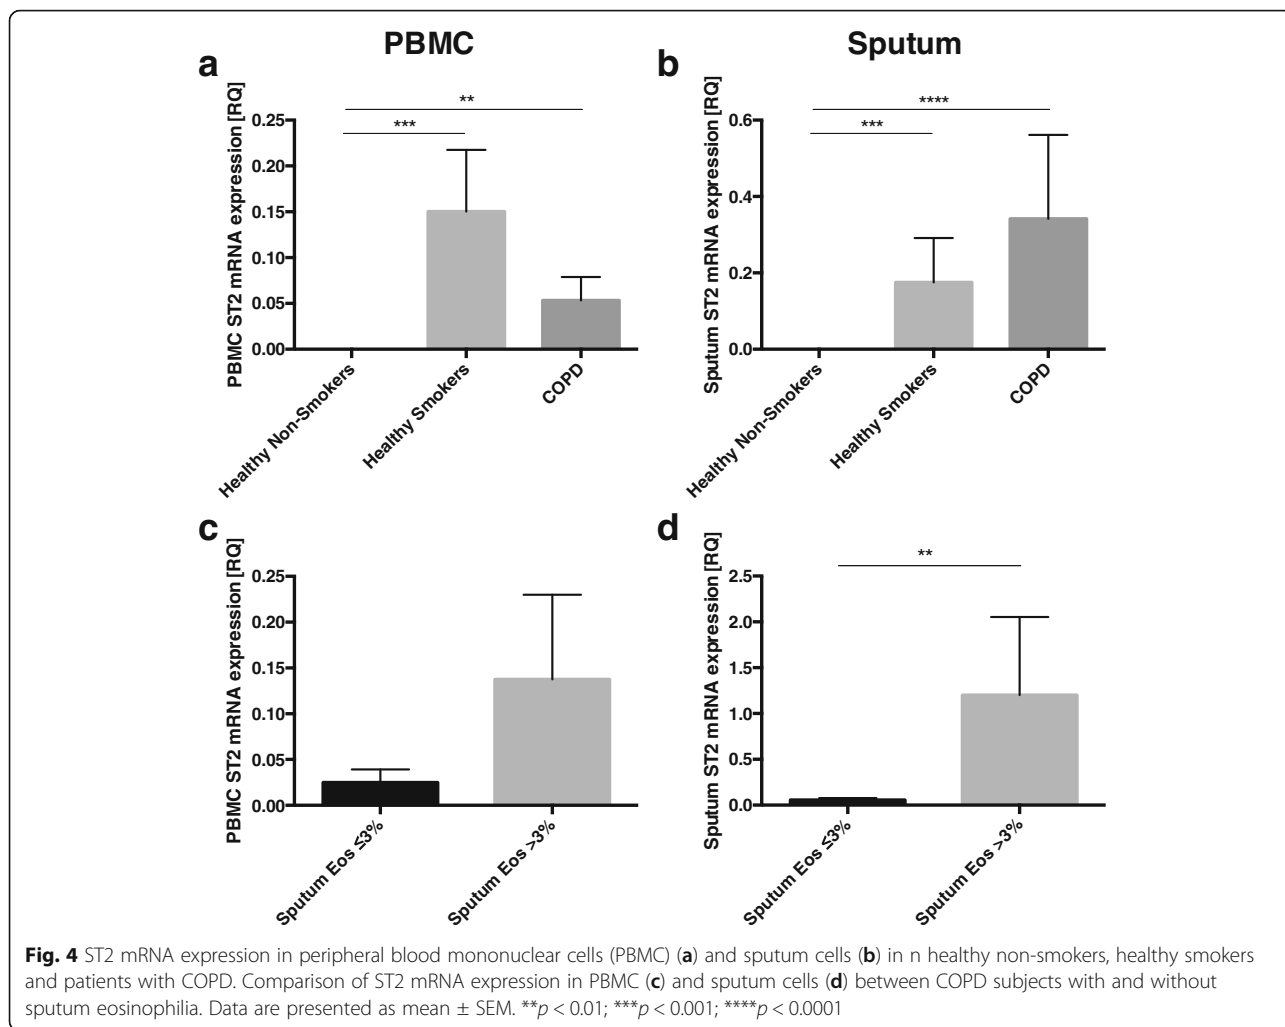 PBMC
Sputum
a
b
**
***
PBMC ST2 mRNA expression [RQ]
0.25
0.20
0.15
0.10
0.05
0.00
Healthy Non-Smokers
Healthy Smokers
COPD
****
***
Sputum ST2 mRNA expression [RQ]
0.6
0.4
0.2
0.0
Healthy Non-Smokers
Healthy Smokers
COPD
c
d
PBMC ST2 mRNA expression [RQ]
0.25
0.20
0.15
0.10
0.05
0.00
Sputum Eos ≤3%
Sputum Eos >3%
**
Sputum ST2 mRNA expression [RQ]
2.5
2.0
1.5
1.0
0.5
0.0
Sputum Eos ≤3%
Sputum Eos >3%
Fig. 4 ST2 mRNA expression in peripheral blood mononuclear cells (PBMC) (a) and sputum cells (b) in n healthy non-smokers, healthy smokers
and patients with COPD. Comparison of ST2 mRNA expression in PBMC (c) and sputum cells (d) between COPD subjects with and without
sputum eosinophilia. Data are presented as mean ± SEM. **p < 0.01; ***p < 0.001; ****p < 0.0001